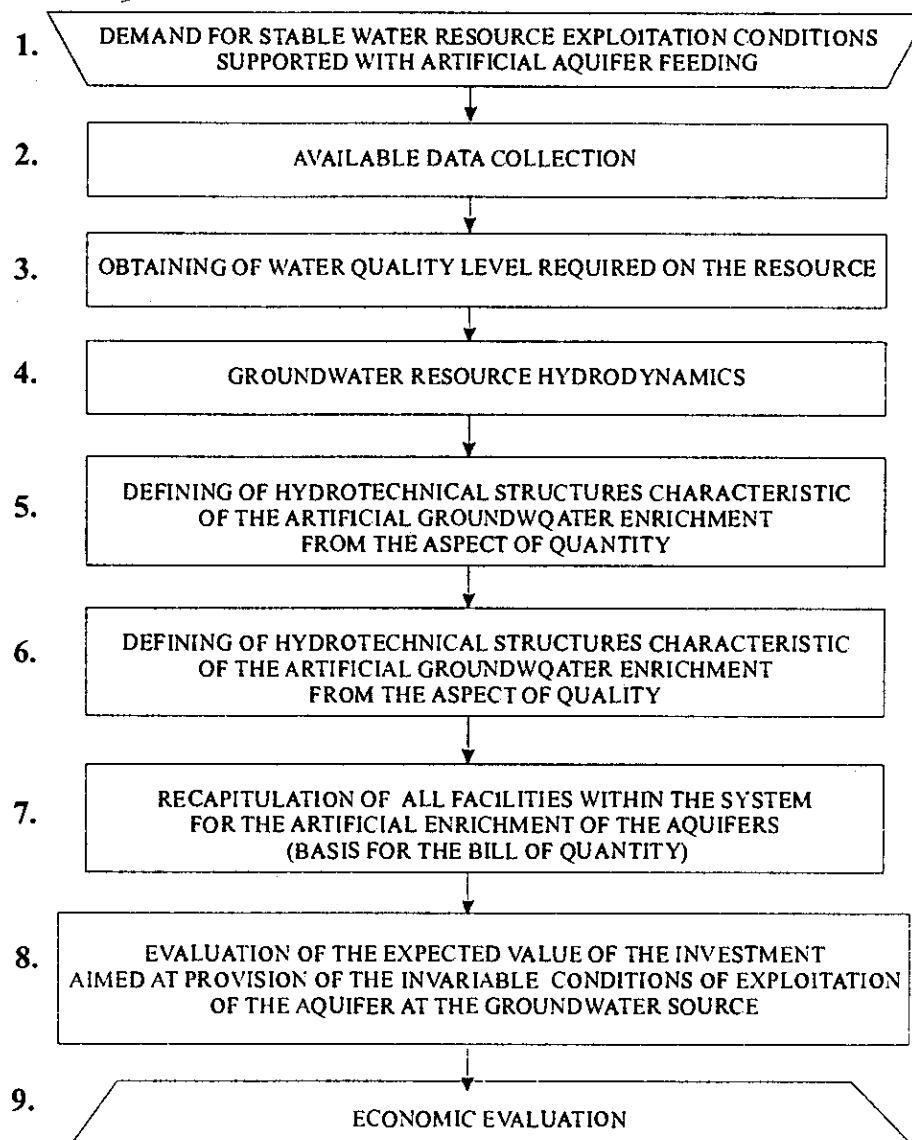 1. DEMAND FOR STABLE WATER RESOURCE EXPLOITATION CONDITIONS
SUPPORTED WITH ARTIFICIAL AQUIFER FEEDING
2. AVAILABLE DATA COLLECTION
3. OBTAINING OF WATER QUALITY LEVEL REQUIRED ON THE RESOURCE
4. GROUNDWATER RESOURCE HYDRODYNAMICS
5. DEFINING OF HYDROTECHNICAL STRUCTURES CHARACTERISTIC
OF THE ARTIFICIAL GROUNDWQATER ENRICHMENT
FROM THE ASPECT OF QUANTITY
6. DEFINING OF HYDROTECHNICAL STRUCTURES CHARACTERISTIC
OF THE ARTIFICIAL GROUNDWQATER ENRICHMENT
FROM THE ASPECT OF QUALITY
7. RECAPITULATION OF ALL FACILITIES WITHIN THE SYSTEM
FOR THE ARTIFICIAL ENRICHMENT OF THE AQUIFERS
(BASIS FOR THE BILL OF QUANTITY)
8. EVALUATION OF THE EXPECTED VALUE OF THE INVESTMENT
AIMED AT PROVISION OF THE INVARIABLE CONDITIONS OF EXPLOITATION
OF THE AQUIFER AT THE GROUNDWATER SOURCE
9. ECONOMIC EVALUATION